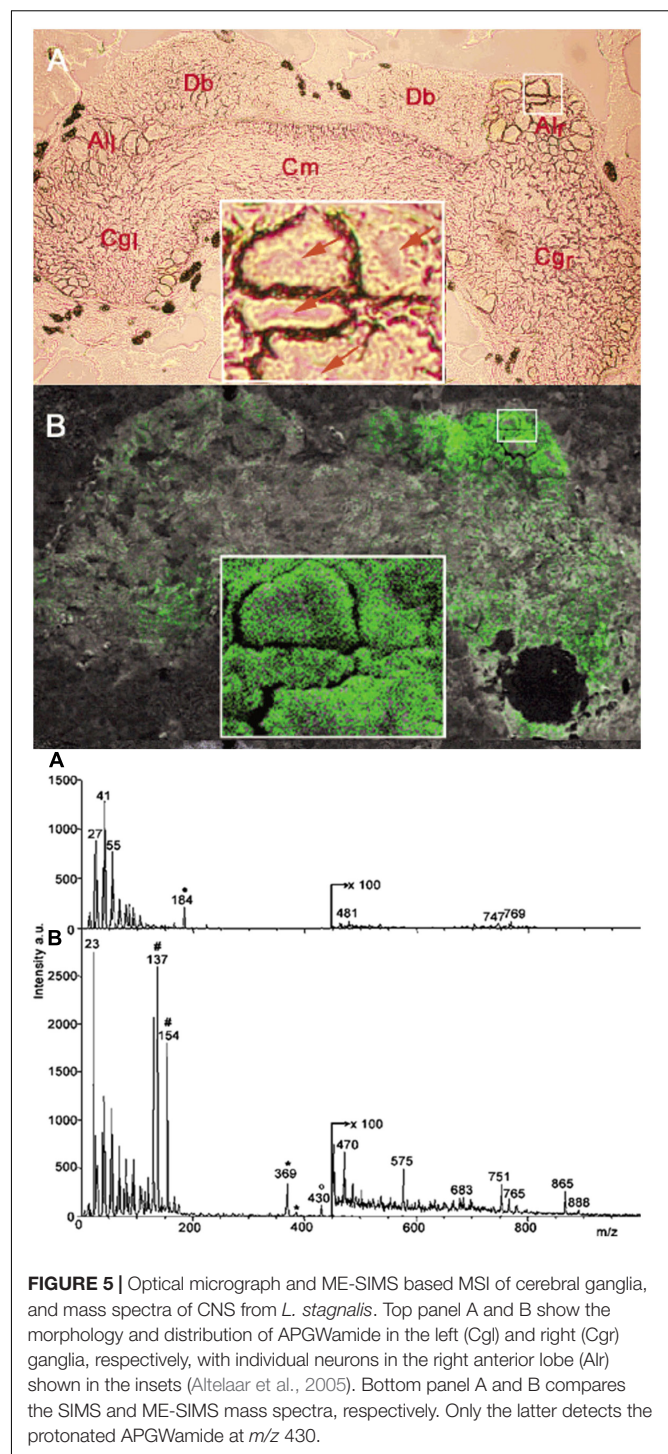 A
Db
Db
All
Alr
Cm
Cgl
Cgr
B
A
1500
1000
500
0
41
27
55
•
184
x 100
481
747
769
B
Intensity a.u.
2500
2000
1500
1000
500
0
23
#
137
#
154
*
369
*
°
430
x 100
470
575
683
751
765
865
888
200
400
600
800
m/z
FIGURE 5 | Optical micrograph and ME-SIMS based MSI of cerebral ganglia,
and mass spectra of CNS from L. stagnalis. Top panel A and B show the
morphology and distribution of APGWamide in the left (Cgl) and right (Cgr)
ganglia, respectively, with individual neurons in the right anterior lobe (Alr)
shown in the insets (Altelaar et al., 2005). Bottom panel A and B compares
the SIMS and ME-SIMS mass spectra, respectively. Only the latter detects the
protonated APGWamide at m/z 430.